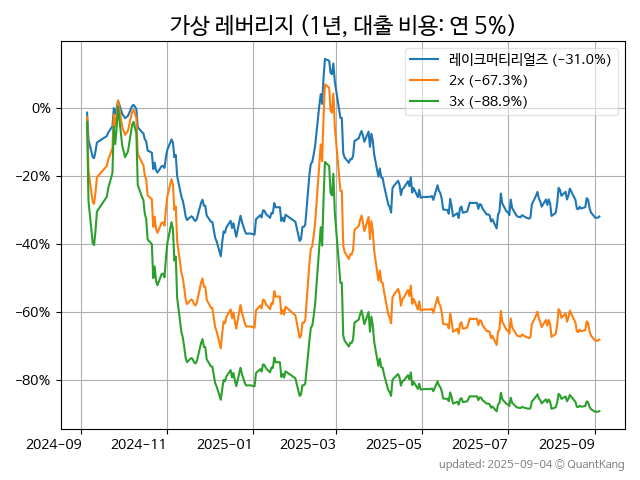 가상 레버리지 (1년, 대출 비용: 연 5%)
레이크머티리얼즈 (−31.0%)
2x (−67.3%)
3x (−88.9%)
0%
−20%
−40%
−60%
−80%
2024-09 2024-11 2025-01 2025-03 2025-05 2025-07 2025-09
updated: 2025-09-04 © QuantKang